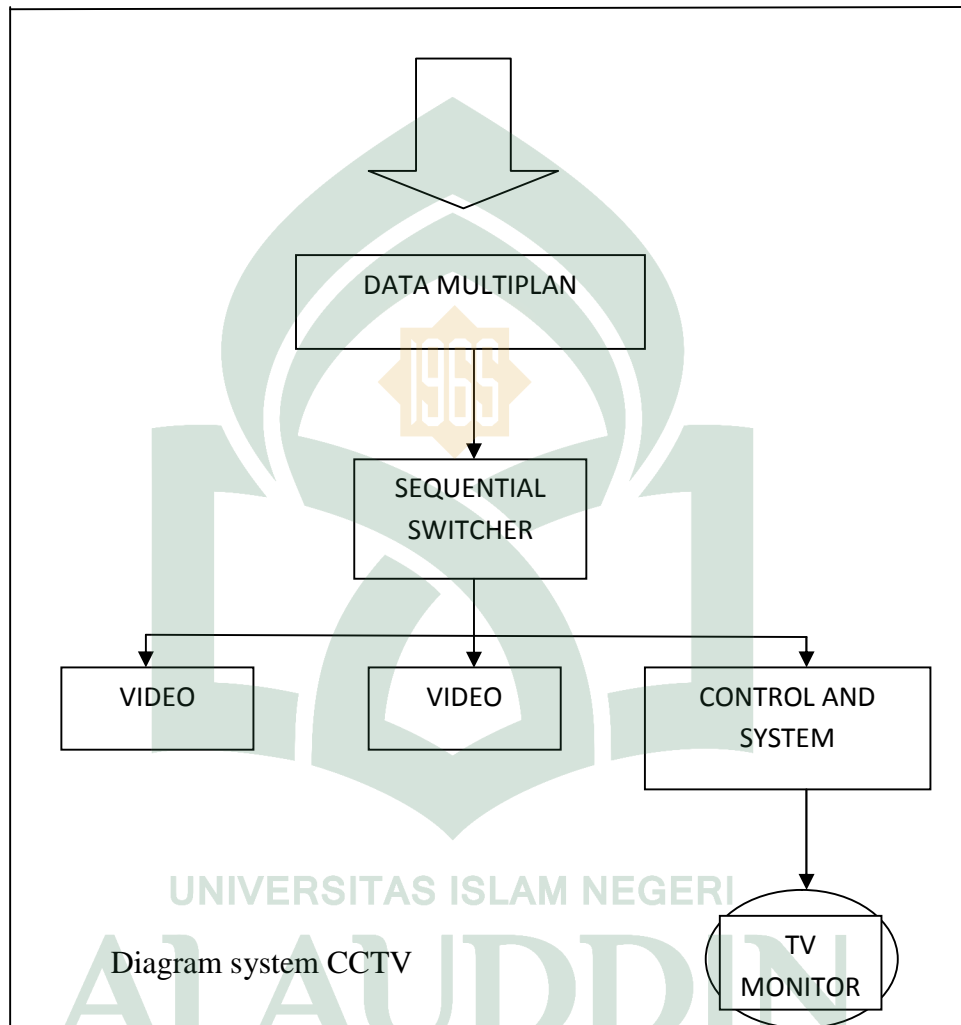 DATA MULTIPLAN
1965
SEQUENTIAL
SWITCHER
VIDEO
VIDEO
CONTROL AND
SYSTEM
UNIVERSITAS ISLAM NEGERI
TV
MONITOR
Diagram system CCTV
ALAUDDIN